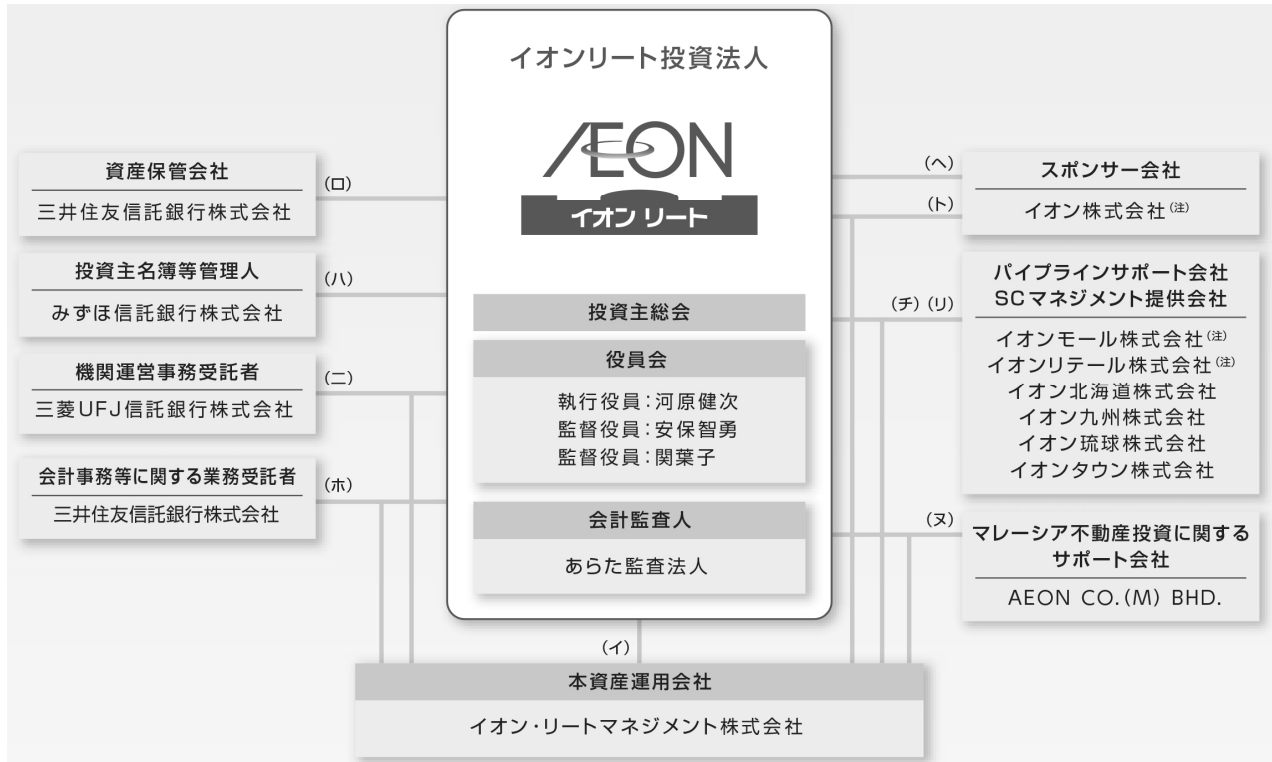 イオンリート投資法人
AEON
イオン リート
資産保管会社
三井住友信託銀行株式会社
(ロ)
投資主名簿等管理人
みずほ信託銀行株式会社
(ハ)
機関運営事務受託者
三菱UFJ信託銀行株式会社
(ニ)
会計事務等に関する業務受託者
三井住友信託銀行株式会社
(ホ)
投資主総会
役員会
執行役員:河原健次
監督役員:安保智勇
監督役員:関葉子
会計監査人
あらた監査法人
(ヘ)
(ト)
スポンサー会社
イオン株式会社(注)
(チ)(リ)
パイプラインサポート会社
SCマネジメント提供会社
イオンモール株式会社(注)
イオンリテール株式会社(注)
イオン北海道株式会社
イオン九州株式会社
イオン琉球株式会社
イオンタウン株式会社
(ヌ)
マレーシア不動産投資に関する
サポート会社
AEON CO.(M) BHD.
(イ)
本資産運用会社
イオン・リートマネジメント株式会社